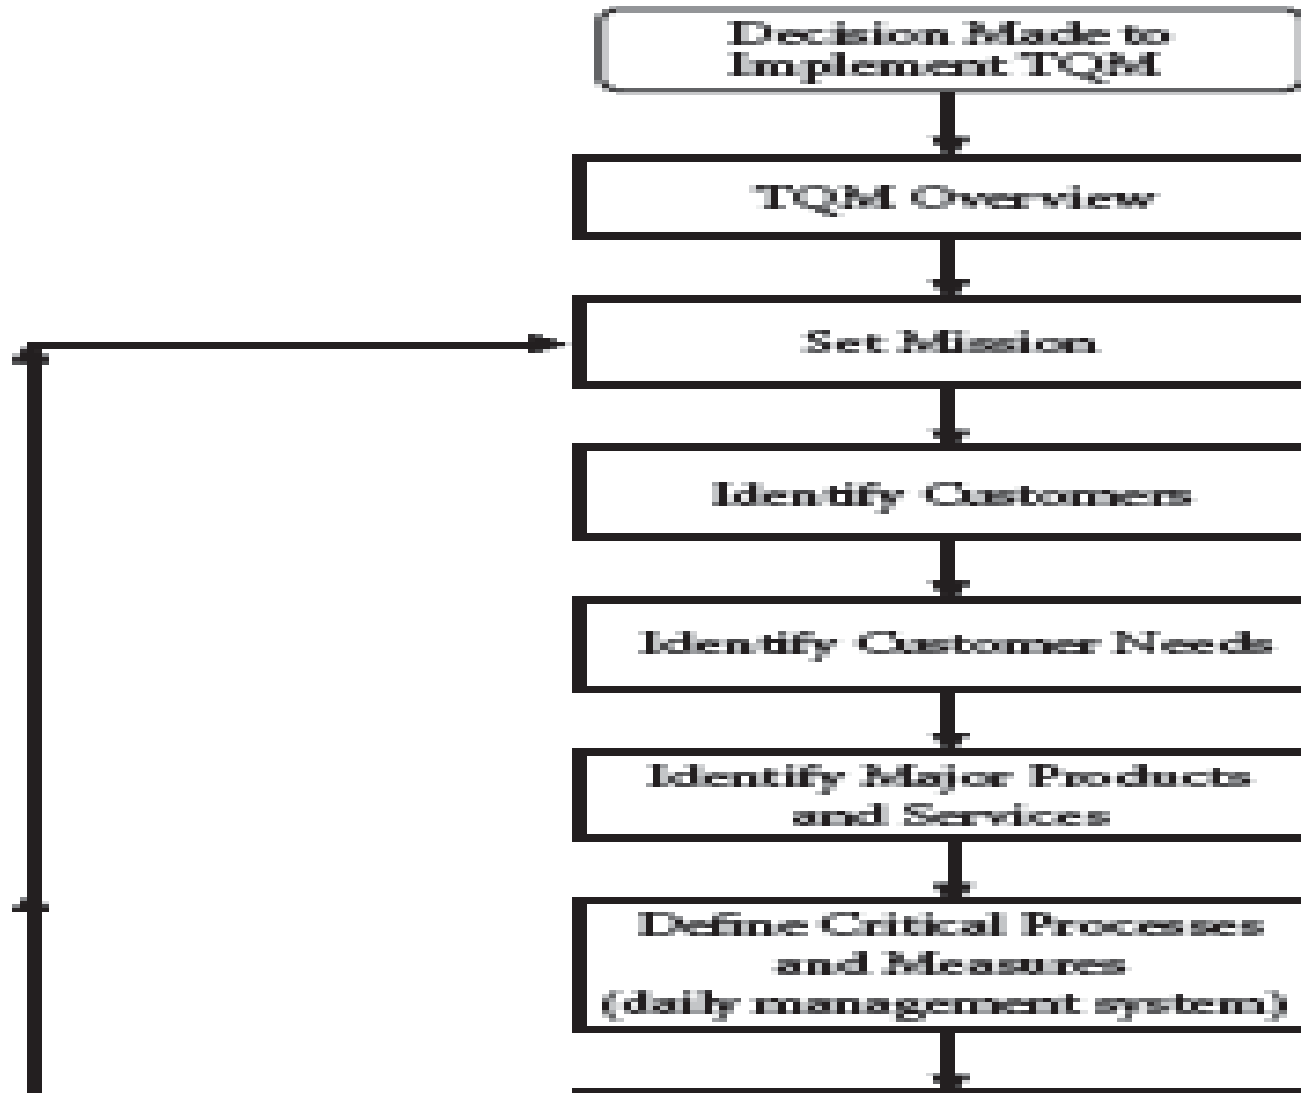 Decision Made to
Implement TQM
TQM Overview
Set Mission
Identify Customers
Identify Customer Needs
Identify Major Products
and Services
Define Critical Processes
and Measures
(daily management system)